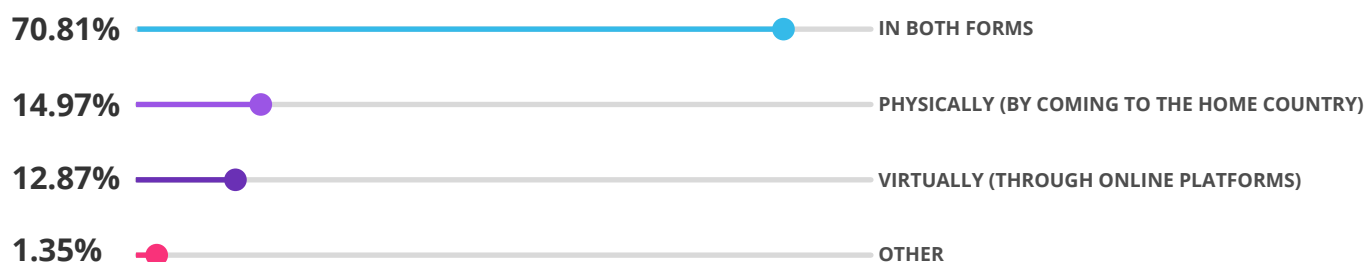 70.81% IN BOTH FORMS
14.97% PHYSICALLY (BY COMING TO THE HOME COUNTRY)
12.87% VIRTUALLY (THROUGH ONLINE PLATFORMS)
1.35% OTHER